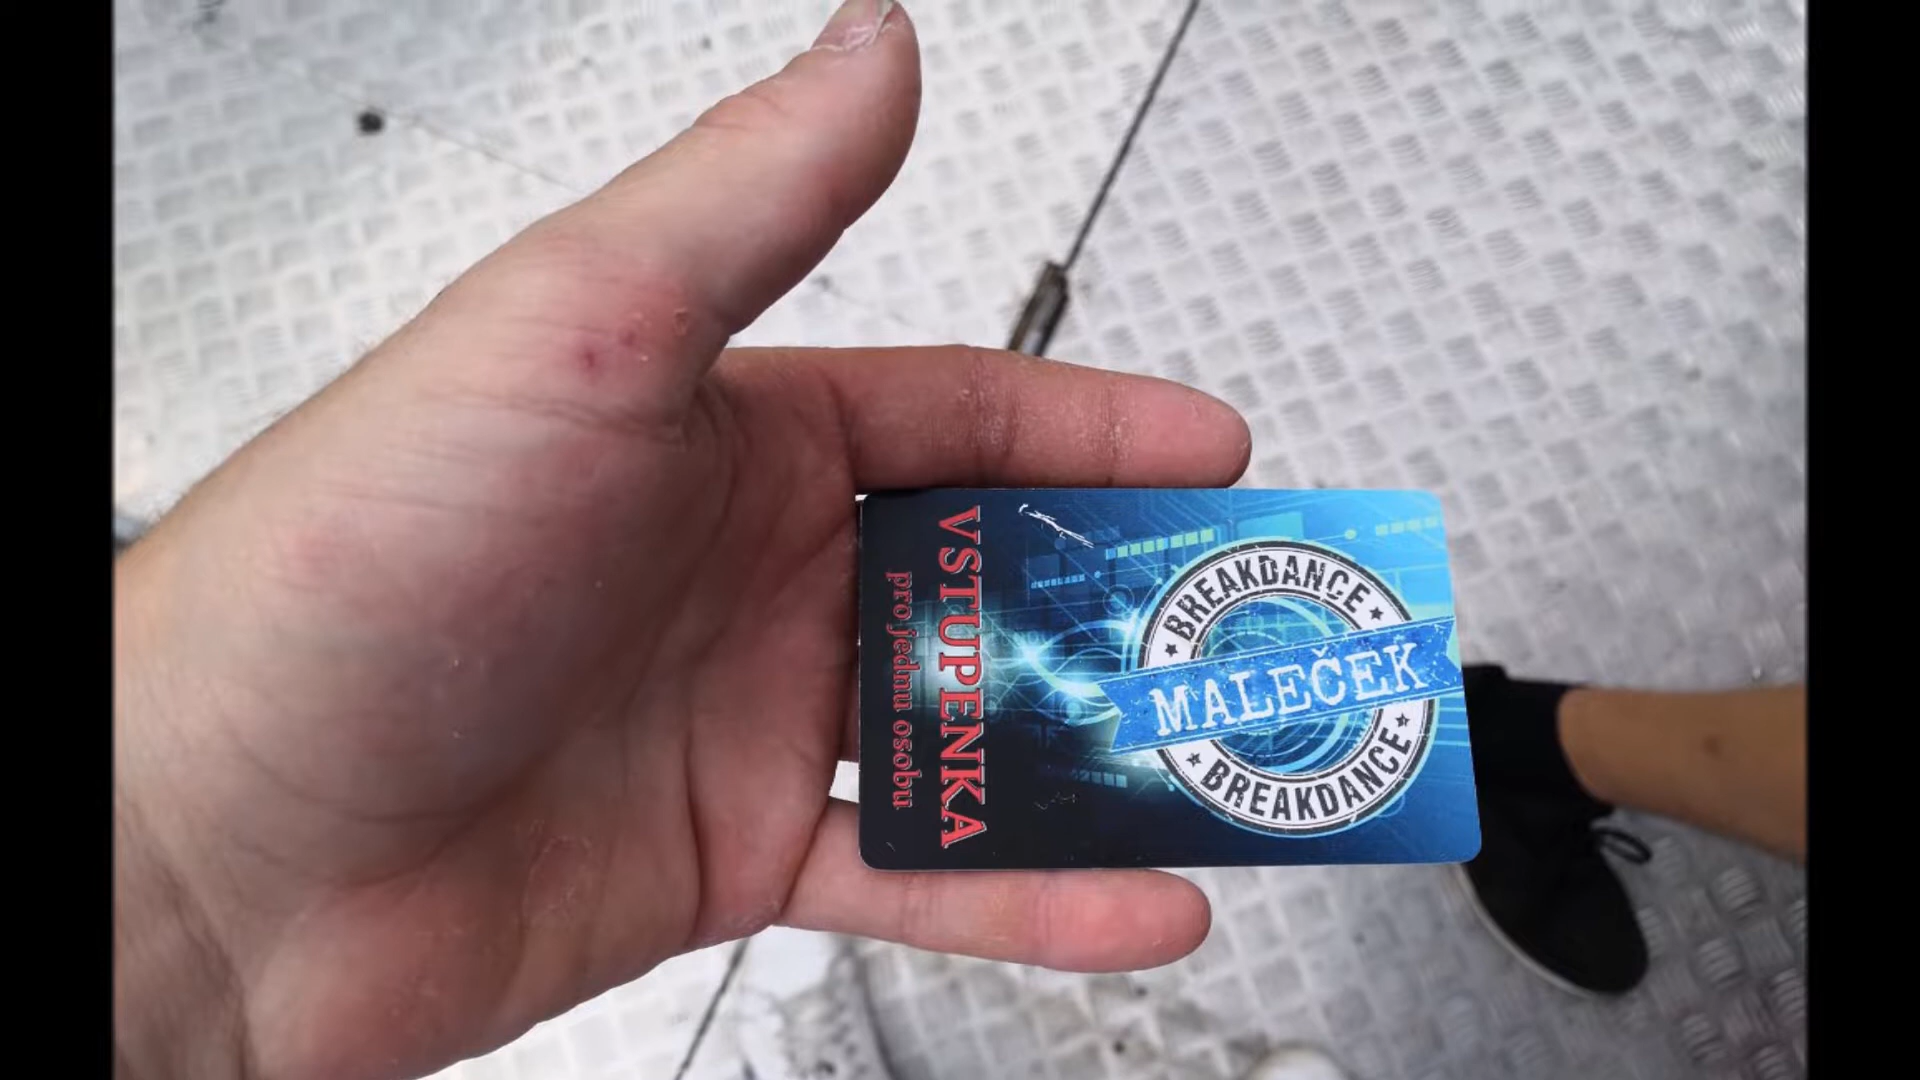 VSTUPENKA
pro jednu osobu
BREAKDANCE
MALEČEK
BREAKDANCE